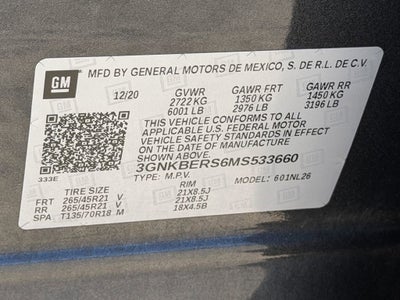 GM MFD BY GENERAL MOTORS DE MEXICO, S. DE R.L. DE C.V.
12/20 GVWR GAWR FRT GAWR RR
2722 KG 1350 KG 1450 KG
6001 LB 2976 LB 3196 LB
THIS VEHICLE CONFORMS TO ALL
APPLICABLE U.S. FEDERAL MOTOR
VEHICLE SAFETY STANDARDS IN EFFECT
ON THE DATE OF MANUFACTURE SHOWN ABOVE.
3GNKBERS6MS533660
333E TYPE: M.P.V. MODEL: 601NL26
TIRE SIZE RIM
FRT 265/45R21 V 21X8.5J
RR 265/45R21 V 21X8.5J
SPA T135/70R18 M 18X4.5B